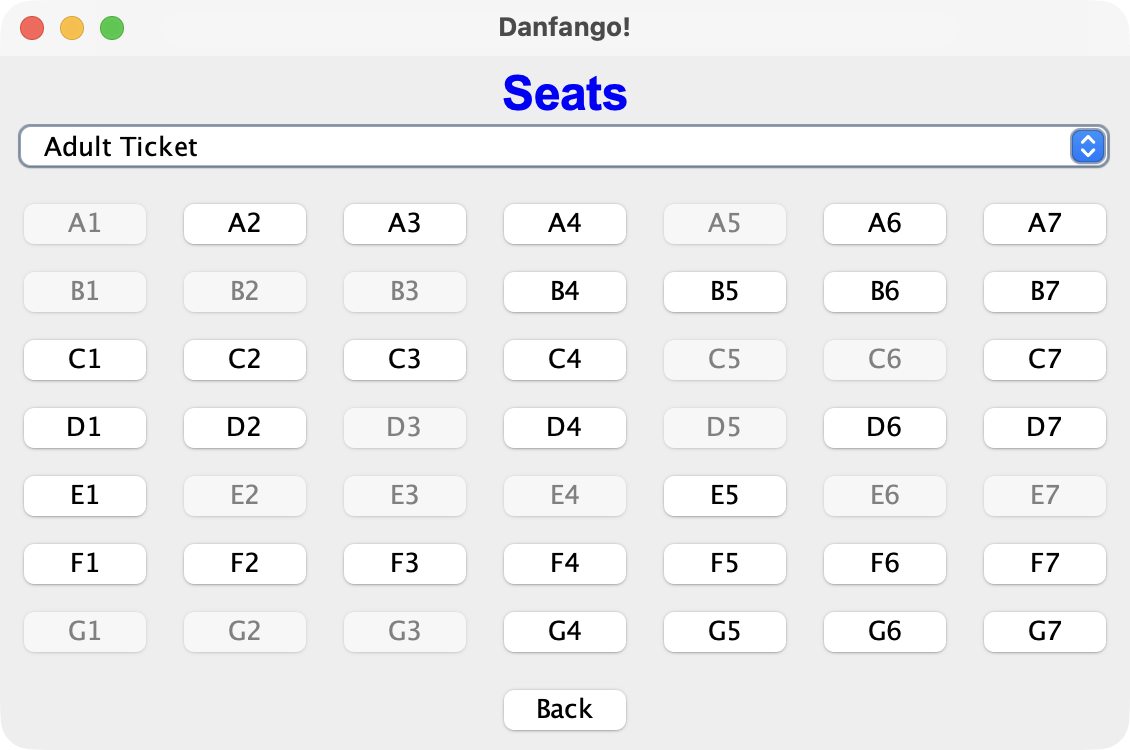 Danfango!
Seats
Adult Ticket
A1 A2 A3 A4 A5 A6 A7
B1 B2 B3 B4 B5 B6 B7
C1 C2 C3 C4 C5 C6 C7
D1 D2 D3 D4 D5 D6 D7
E1 E2 E3 E4 E5 E6 E7
F1 F2 F3 F4 F5 F6 F7
G1 G2 G3 G4 G5 G6 G7
Back